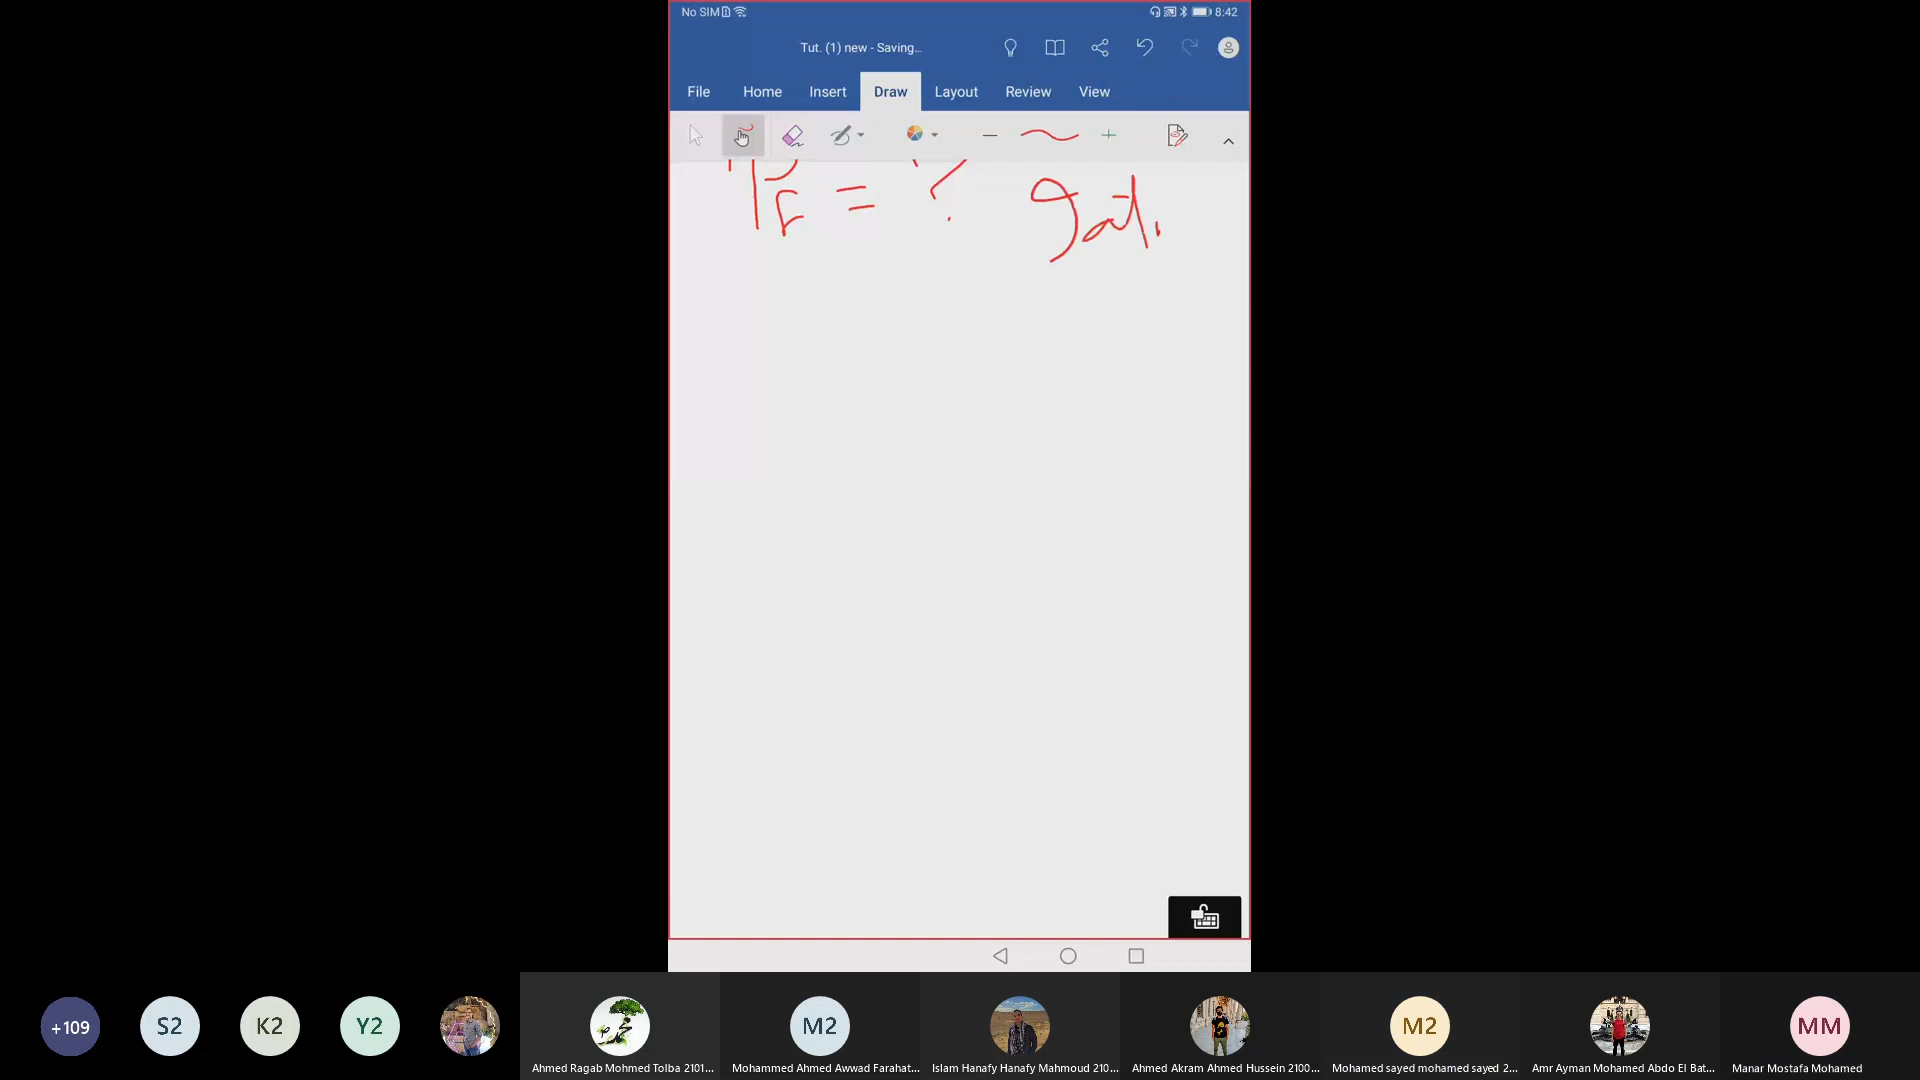 No SIM 8:42
Tut. (1) new - Saving...
File Home Insert Draw Layout Review View
= ? sat.
+109 S2 K2 Y2 M2 M2 MM
Ahmed Ragab Mohmed Tolba 2101... Mohammed Ahmed Awwad Farahat... Islam Hanafy Hanafy Mahmoud 210... Ahmed Akram Ahmed Hussein 2100... Mohamed sayed mohamed sayed 2... Amr Ayman Mohamed Abdo El Bat... Manar Mostafa Mohamed